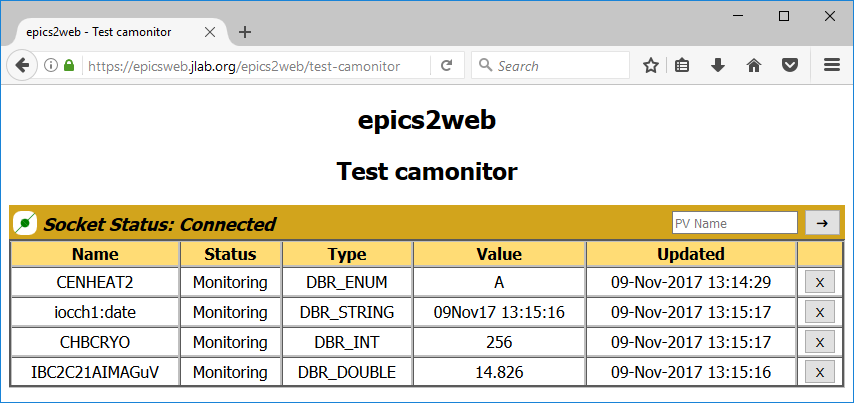 epics2web - Test camonitor
https://epicsweb.jlab.org/epics2web/test-camonitor
Search
epics2web
Test camonitor
Socket Status: Connected
PV Name
Name Status Type Value Updated
CENHEAT2 Monitoring DBR_ENUM A 09-Nov-2017 13:14:29 X
iocch1:date Monitoring DBR_STRING 09Nov17 13:15:16 09-Nov-2017 13:15:17 X
CHBCRYO Monitoring DBR_INT 256 09-Nov-2017 13:15:17 X
IBC2C21AIMAGuV Monitoring DBR_DOUBLE 14.826 09-Nov-2017 13:15:16 X